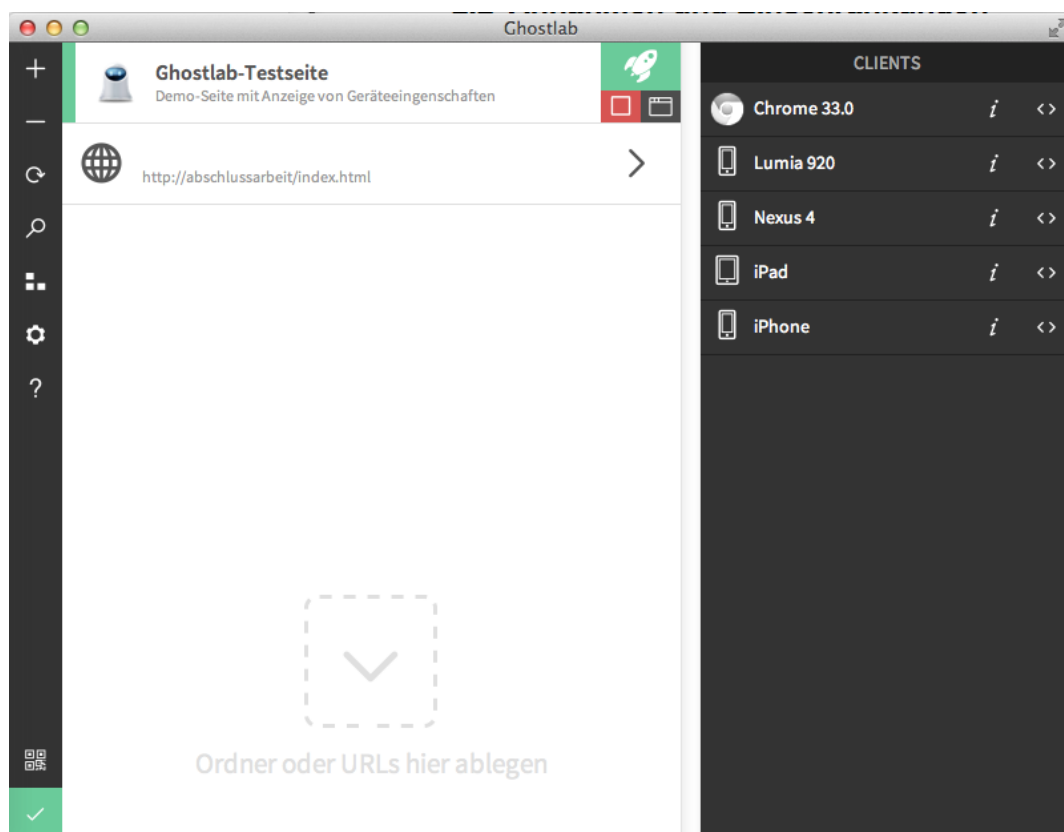 Ghostlab
Ghostlab-Testseite
Demo-Seite mit Anzeige von Geräteeingenschaften
http://abschlussarbeit/index.html
Ordner oder URLs hier ablegen
CLIENTS
Chrome 33.0
Lumia 920
Nexus 4
iPad
iPhone